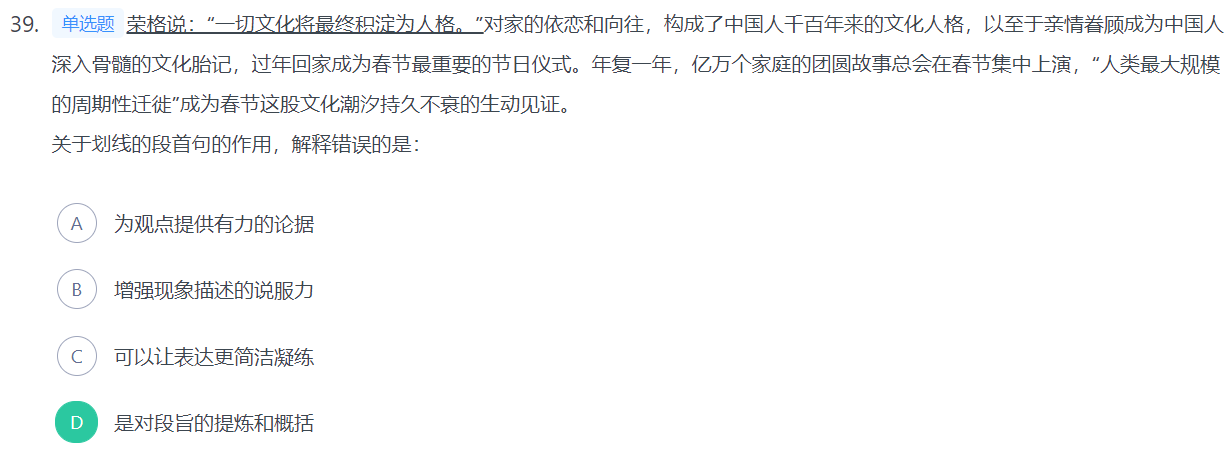 39. 单选题 荣格说：“一切文化将最终积淀为人格。”对家的依恋和向往，构成了中国人千百年来的文化人格，以至于亲情眷顾成为中国人
深入骨髓的文化胎记，过年回家成为春节最重要的节日仪式。年复一年，亿万个家庭的团圆故事总会在春节集中上演，“人类最大规模
的周期性迁徙”成为春节这股文化潮汐持久不衰的生动见证。
关于划线的段首句的作用，解释错误的是：
A 为观点提供有力的论据
B 增强现象描述的说服力
C 可以让表达更简洁凝练
D 是对段旨的提炼和概括